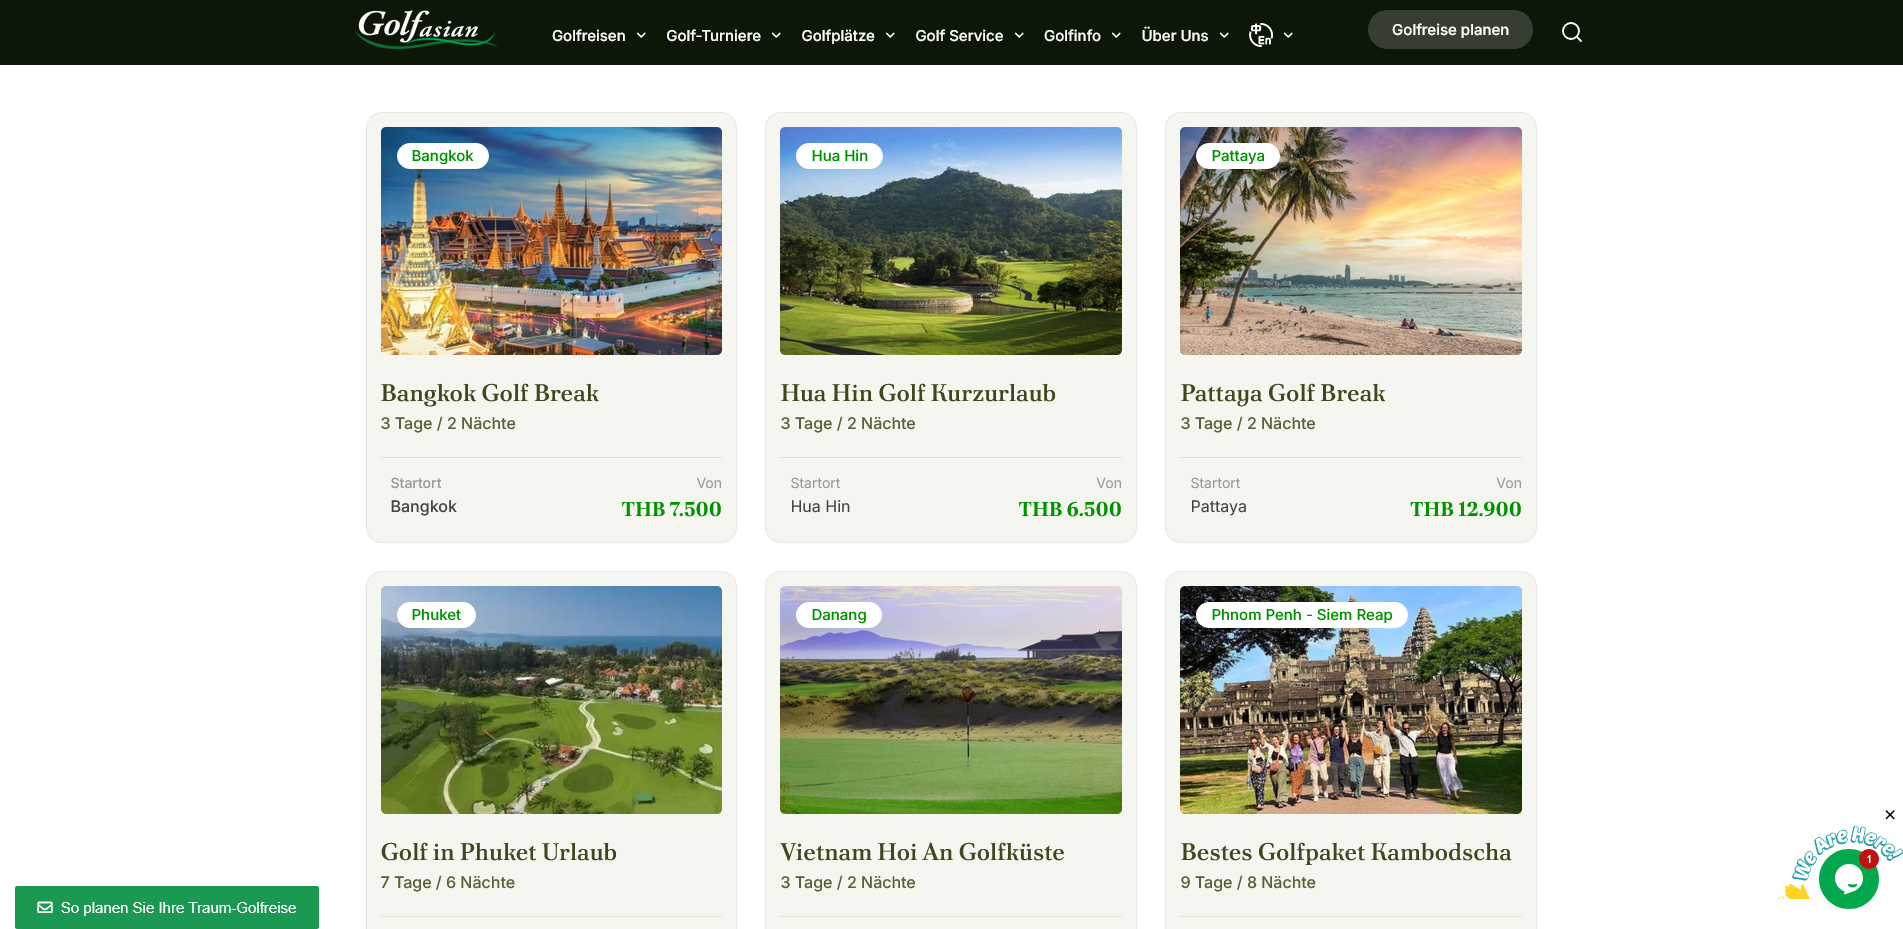 Golfasian
Golfreisen Golf-Turniere Golfplätze Golf Service Golfinfo Über Uns En Golfreise planen
Bangkok
Hua Hin
Pattaya
Bangkok Golf Break
3 Tage / 2 Nächte
Startort Von
Bangkok THB 7.500
Hua Hin Golf Kurzurlaub
3 Tage / 2 Nächte
Startort Von
Hua Hin THB 6.500
Pattaya Golf Break
3 Tage / 2 Nächte
Startort Von
Pattaya THB 12.900
Phuket
Danang
Phnom Penh - Siem Reap
Golf in Phuket Urlaub
7 Tage / 6 Nächte
Vietnam Hoi An Golfküste
3 Tage / 2 Nächte
Bestes Golfpaket Kambodscha
9 Tage / 8 Nächte
So planen Sie Ihre Traum-Golfreise
We Are Here!
1